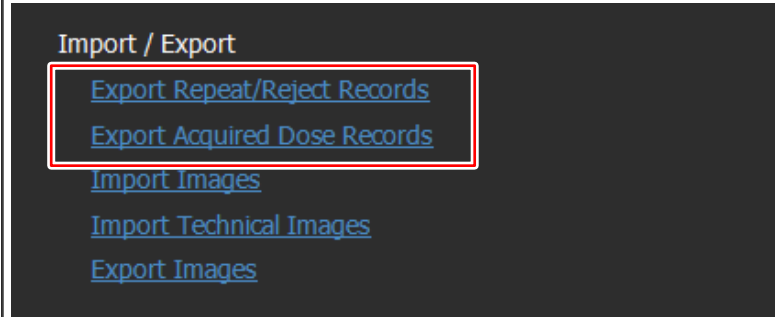 Import / Export
Export Repeat/Reject Records
Export Acquired Dose Records
Import Images
Import Technical Images
Export Images